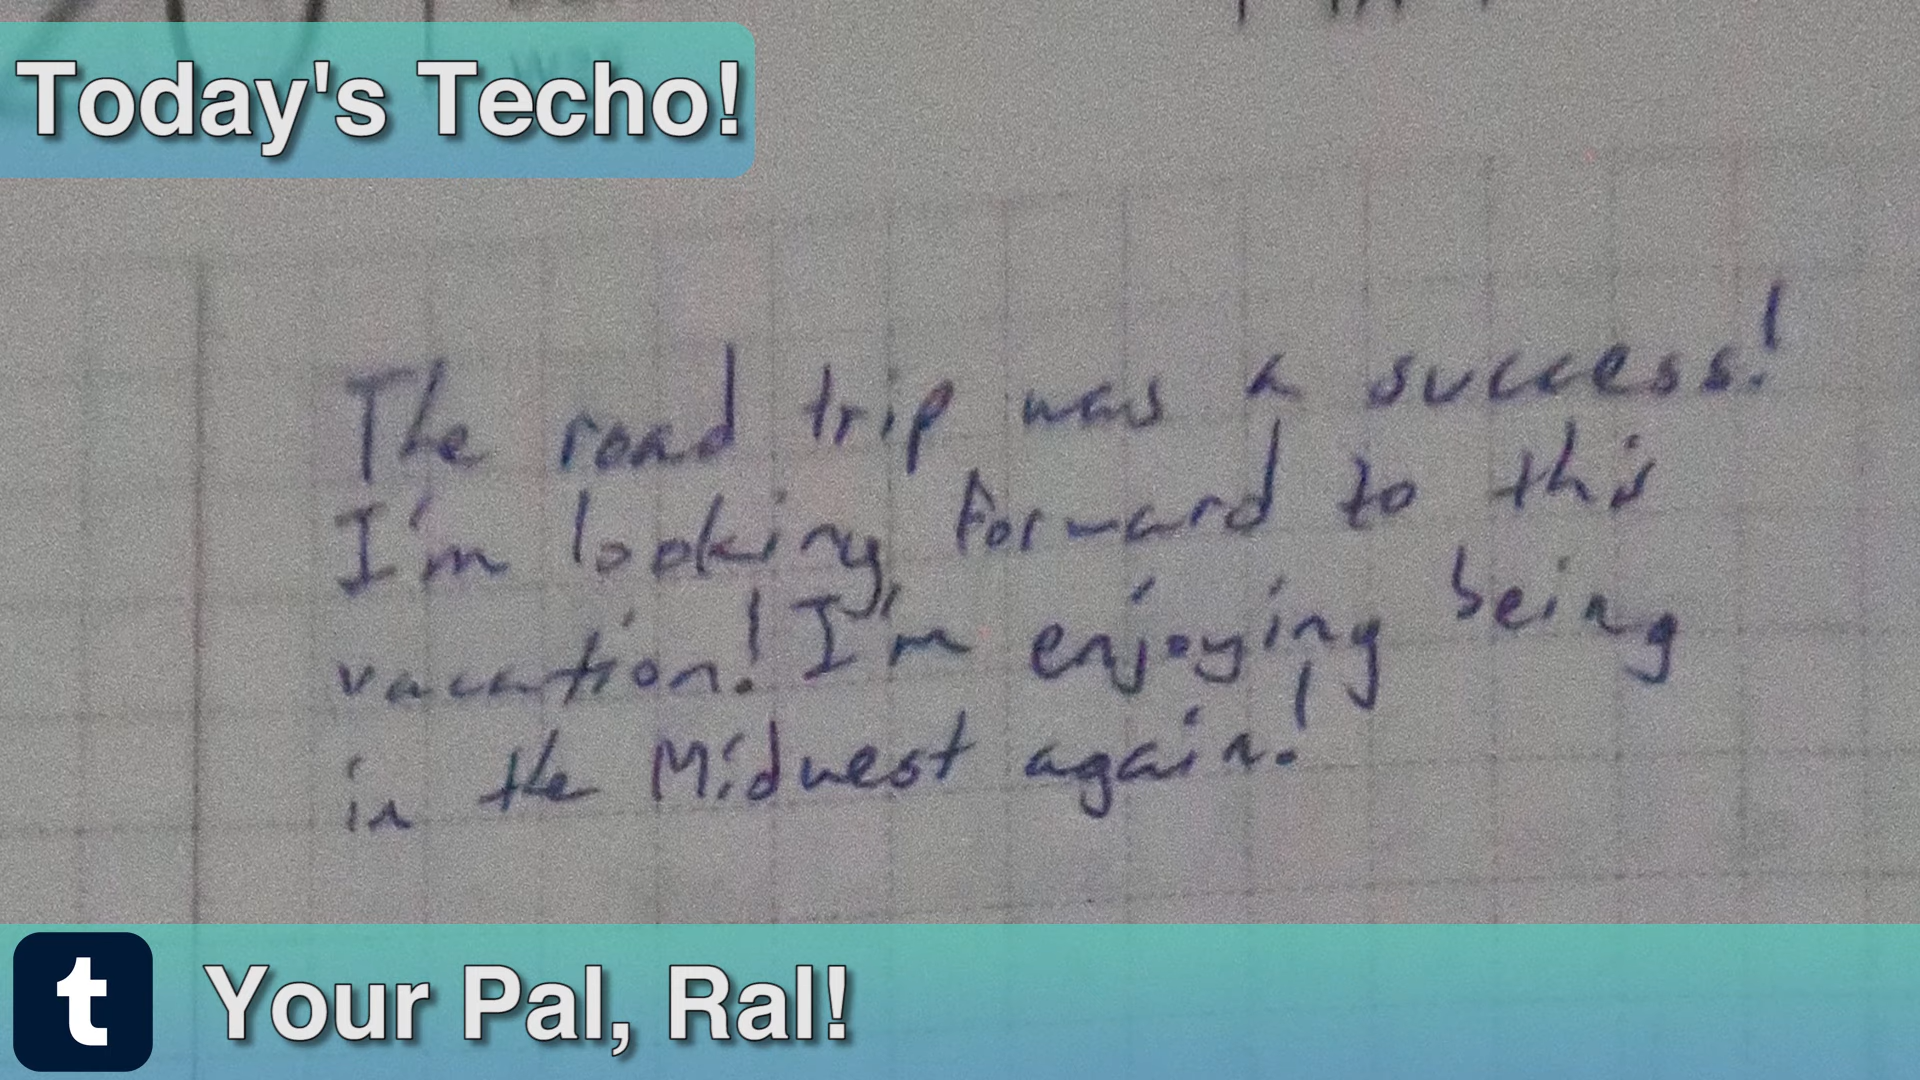 Today's Techo!
The road trip was a success!
I'm looking forward to this
vacation! I'm enjoying being
in the Midwest again!
t Your Pal, Ral!